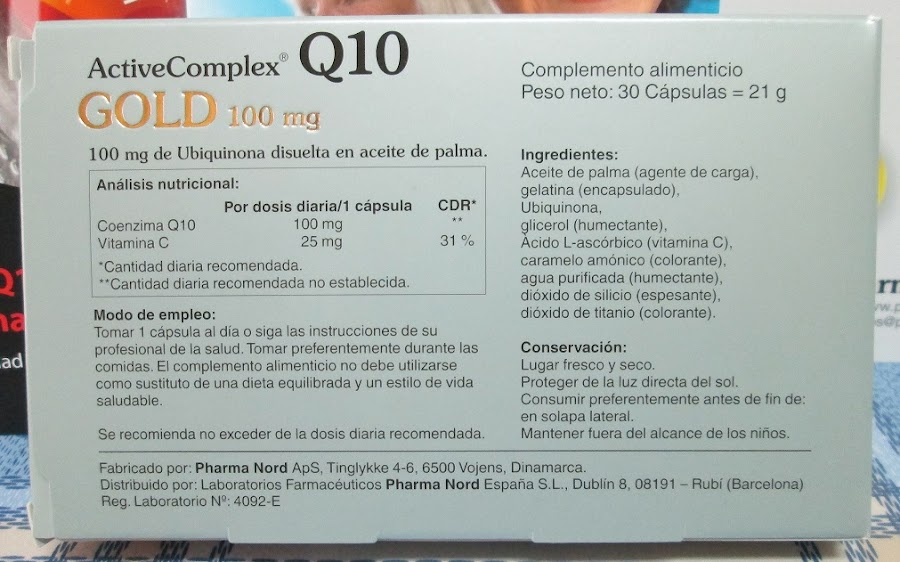 ActiveComplex® Q10
GOLD 100 mg
100 mg de Ubiquinona disuelta en aceite de palma.
Análisis nutricional:
Por dosis diaria/1 cápsula CDR*
Coenzima Q10 100 mg **
Vitamina C 25 mg 31 %
*Cantidad diaria recomendada.
**Cantidad diaria recomendada no establecida.
Modo de empleo:
Tomar 1 cápsula al día o siga las instrucciones de su
profesional de la salud. Tomar preferentemente durante las
comidas. El complemento alimenticio no debe utilizarse
como sustituto de una dieta equilibrada y un estilo de vida
saludable.
Se recomienda no exceder de la dosis diaria recomendada.
Complemento alimenticio
Peso neto: 30 Cápsulas = 21 g
Ingredientes:
Aceite de palma (agente de carga),
gelatina (encapsulado),
Ubiquinona,
glicerol (humectante),
Ácido L-ascórbico (vitamina C),
caramelo amónico (colorante),
agua purificada (humectante),
dióxido de silicio (espesante),
dióxido de titanio (colorante).
Conservación:
Lugar fresco y seco.
Proteger de la luz directa del sol.
Consumir preferentemente antes de fin de:
en solapa lateral.
Mantener fuera del alcance de los niños.
Fabricado por: Pharma Nord ApS, Tinglykke 4-6, 6500 Vojens, Dinamarca.
Distribuido por: Laboratorios Farmacéuticos Pharma Nord España S.L., Dublín 8, 08191 – Rubí (Barcelona)
Reg. Laboratorio Nº: 4092-E